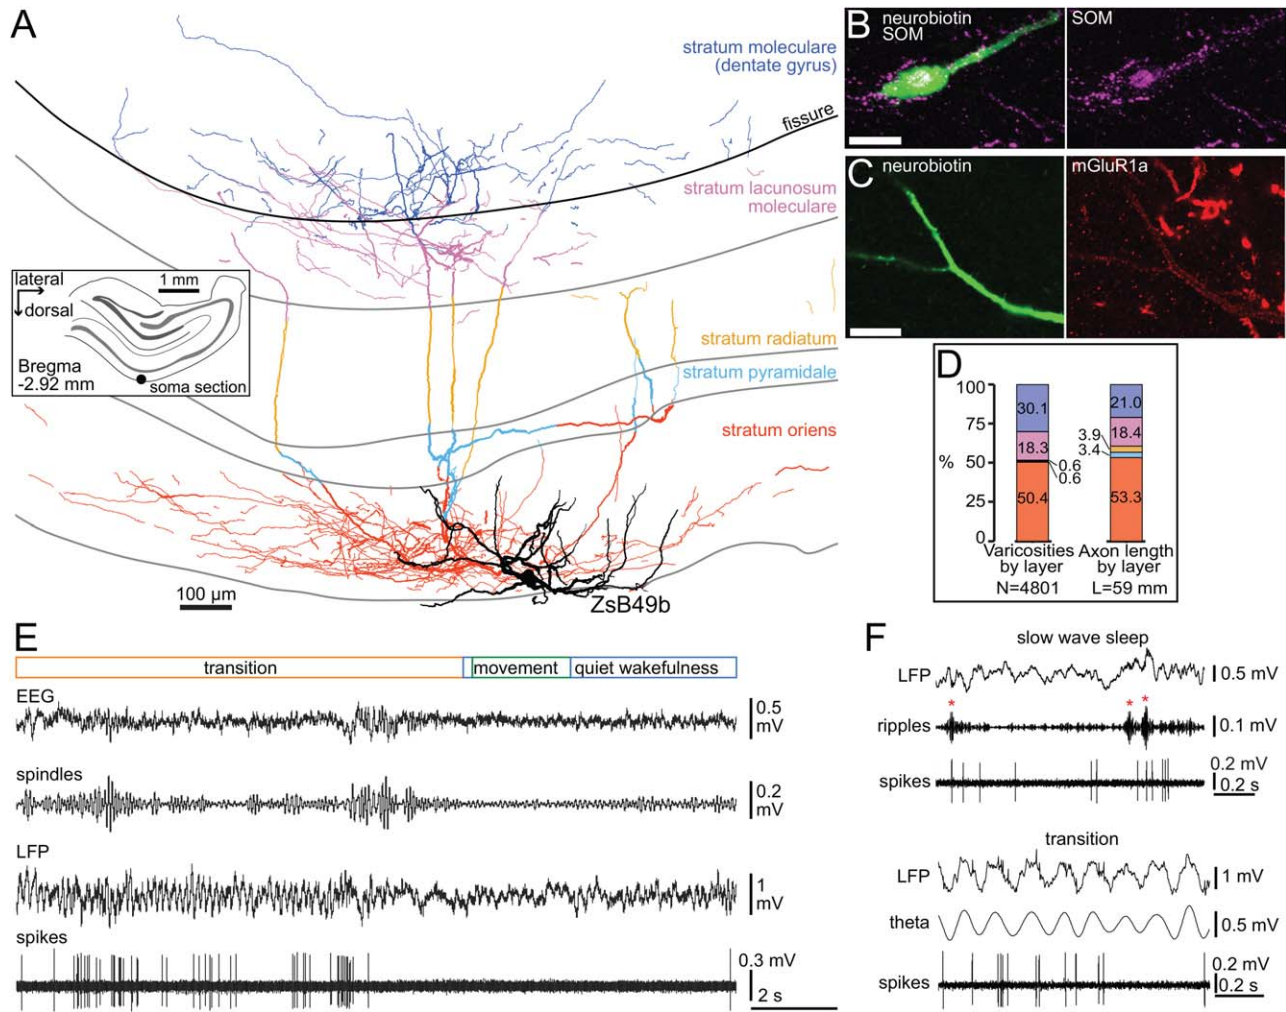 A
stratum moleculare
(dentate gyrus)
fissure
stratum lacunosum
moleculare
lateral
dorsal
1 mm
Bregma
-2.92 mm
soma section
stratum radiatum
stratum pyramidale
stratum oriens
100 µm
ZsB49b
B
neurobiotin
SOM
SOM
C
neurobiotin
mGluR1a
D
100
75
%
50
25
0
30.1
18.3
0.6
0.6
50.4
21.0
18.4
3.9
3.4
53.3
Varicosities
by layer
N=4801
Axon length
by layer
L=59 mm
E
transition
movement
quiet wakefulness
EEG
0.5
mV
spindles
0.2
mV
LFP
1
mV
spikes
0.3 mV
2 s
F
slow wave sleep
LFP
0.5 mV
* * *
ripples
0.1 mV
spikes
0.2 mV
0.2 s
transition
LFP
1 mV
theta
0.5 mV
spikes
0.2 mV
0.2 s